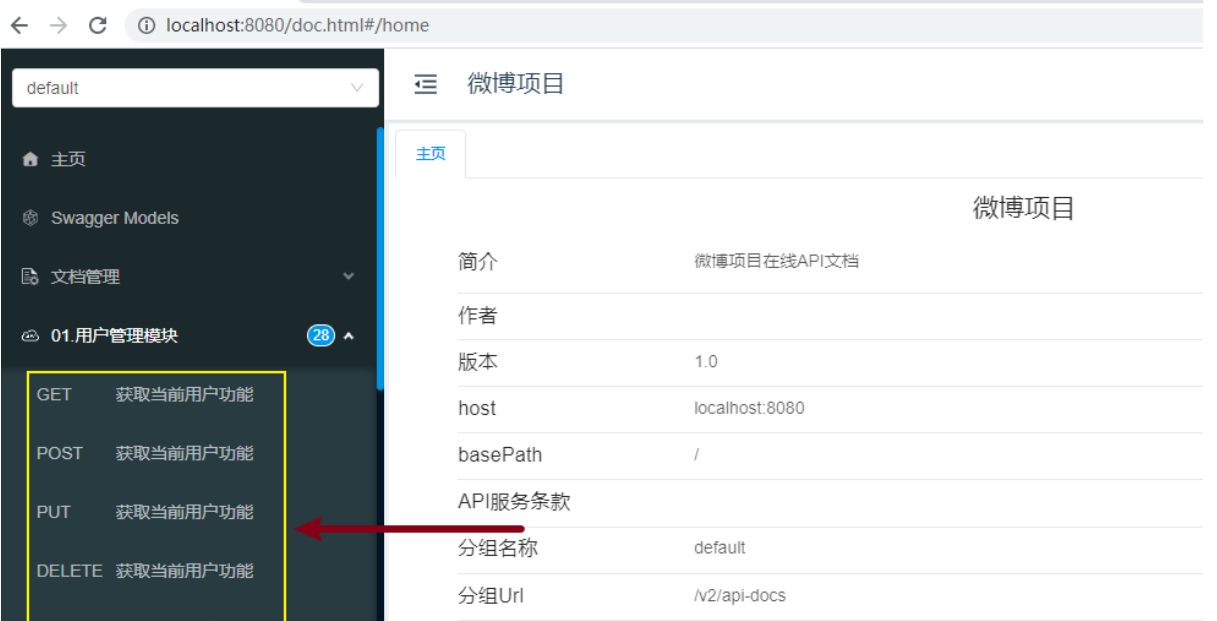 localhost:8080/doc.html#/home
default
主页
Swagger Models
文档管理
01.用户管理模块 28
GET 获取当前用户功能
POST 获取当前用户功能
PUT 获取当前用户功能
DELETE 获取当前用户功能
微博项目
主页
微博项目
简介 微博项目在线API文档
作者
版本 1.0
host localhost:8080
basePath /
API服务条款
分组名称 default
分组Url /v2/api-docs